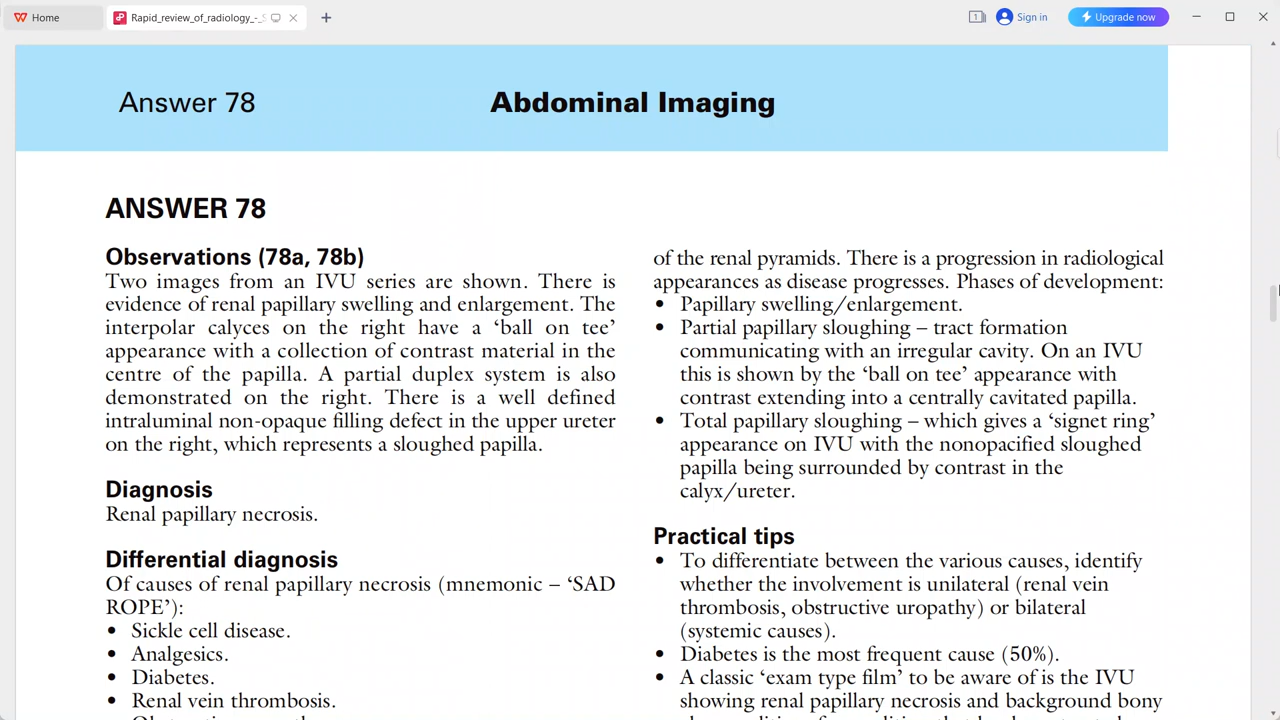 Home
Rapid_review_of_radiology_-_S
Sign in
Upgrade now
Answer 78
Abdominal Imaging
ANSWER 78
Observations (78a, 78b)
Two images from an IVU series are shown. There is
evidence of renal papillary swelling and enlargement. The
interpolar calyces on the right have a ‘ball on tee’
appearance with a collection of contrast material in the
centre of the papilla. A partial duplex system is also
demonstrated on the right. There is a well defined
intraluminal non-opaque filling defect in the upper ureter
on the right, which represents a sloughed papilla.
Diagnosis
Renal papillary necrosis.
Differential diagnosis
Of causes of renal papillary necrosis (mnemonic – ‘SAD
ROPE’):
• Sickle cell disease.
• Analgesics.
• Diabetes.
• Renal vein thrombosis.
of the renal pyramids. There is a progression in radiological
appearances as disease progresses. Phases of development:
• Papillary swelling/enlargement.
• Partial papillary sloughing – tract formation
communicating with an irregular cavity. On an IVU
this is shown by the ‘ball on tee’ appearance with
contrast extending into a centrally cavitated papilla.
• Total papillary sloughing – which gives a ‘signet ring’
appearance on IVU with the nonopacified sloughed
papilla being surrounded by contrast in the
calyx/ureter.
Practical tips
• To differentiate between the various causes, identify
whether the involvement is unilateral (renal vein
thrombosis, obstructive uropathy) or bilateral
(systemic causes).
• Diabetes is the most frequent cause (50%).
• A classic ‘exam type film’ to be aware of is the IVU
showing renal papillary necrosis and background bony